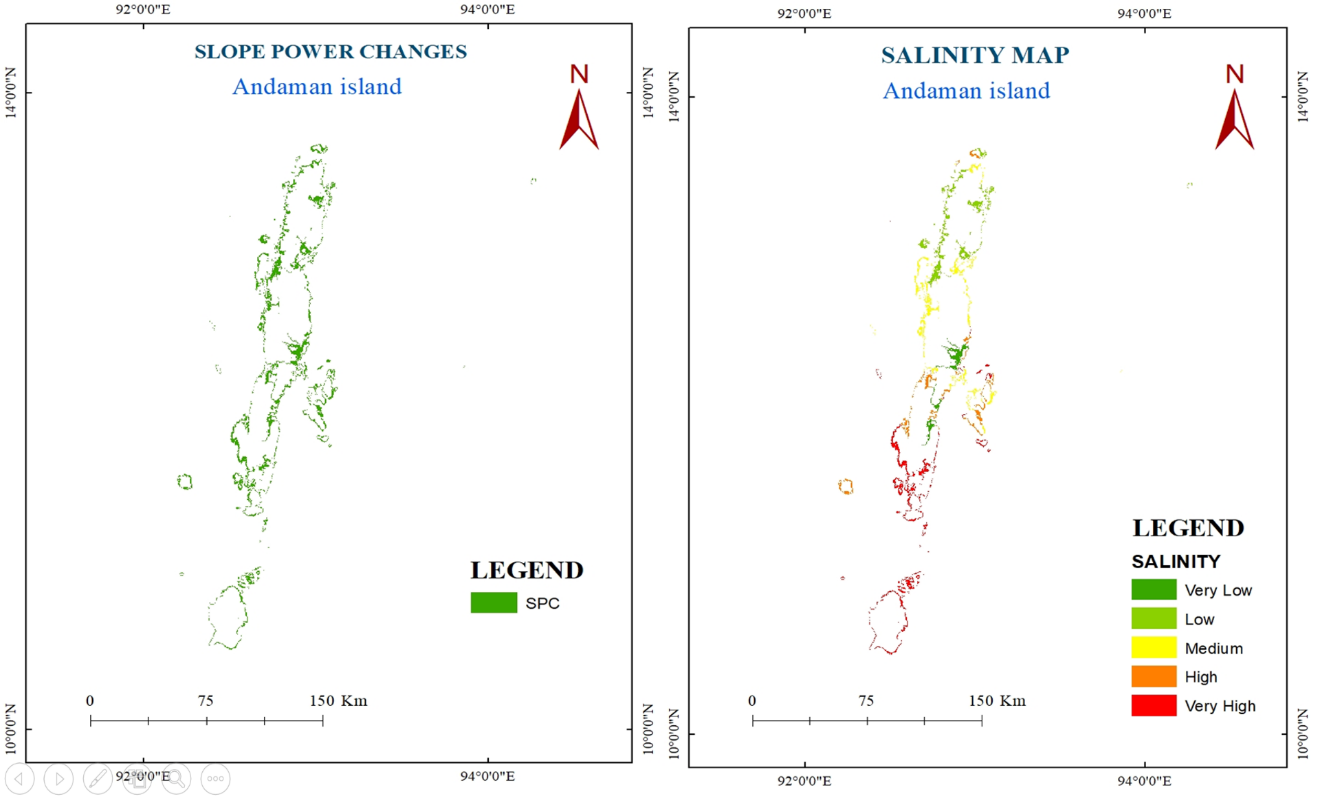 92°0'0"E 94°0'0"E
SLOPE POWER CHANGES
Andaman island
N
14°0'0"N
14°0'0"N
LEGEND
SPC
0 75 150 Km
10°0'0"N
10°0'0"N
92°0'0"E 94°0'0"E
92°0'0"E 94°0'0"E
SALINITY MAP
Andaman island
N
14°0'0"N
14°0'0"N
LEGEND
SALINITY
Very Low
Low
Medium
High
Very High
0 75 150 Km
10°0'0"N
10°0'0"N
92°0'0"E 94°0'0"E